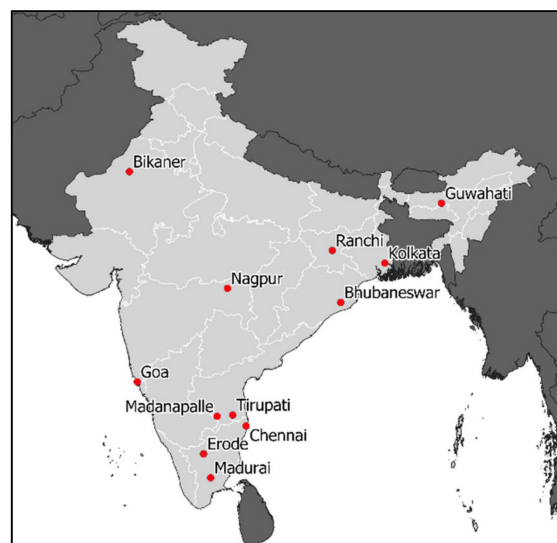 Bikaner
Guwahati
Ranchi
Kolkata
Nagpur
Bhubaneswar
Goa
Madanapalle
Tirupati
Chennai
Erode
Madurai